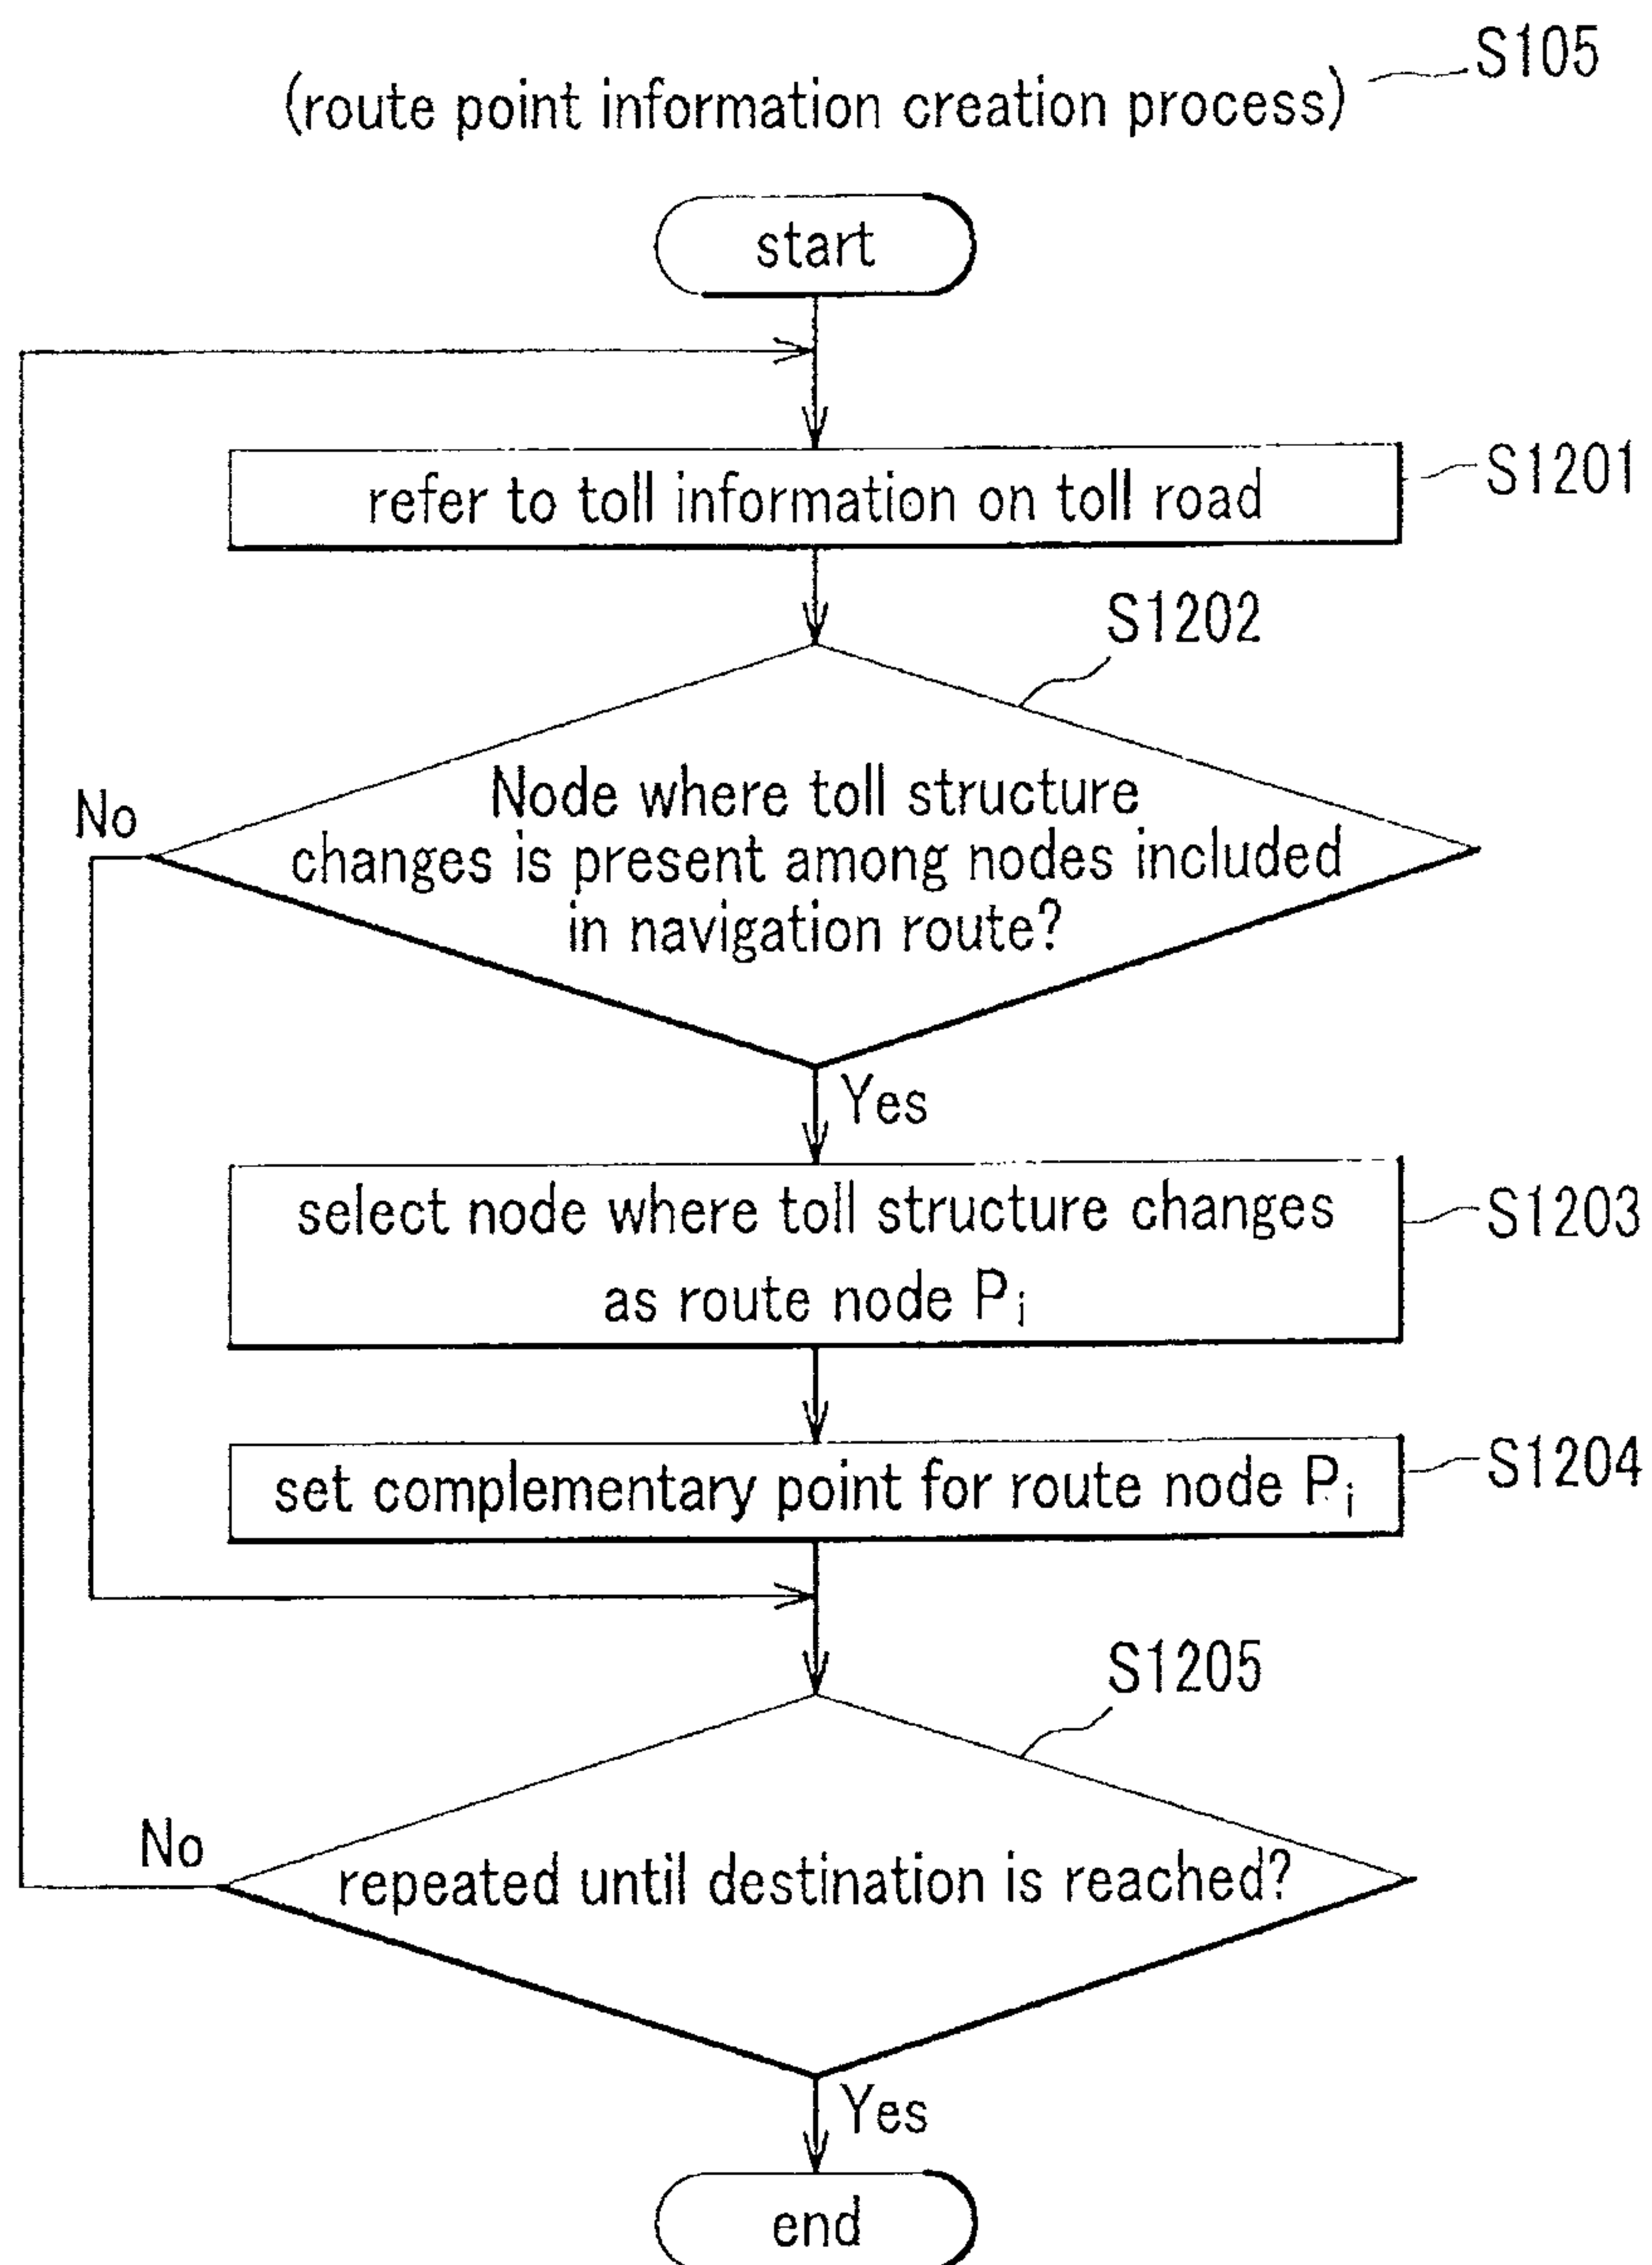 S105
(route point information creation process)
start
refer to toll information on toll road
S1201
S1202
Node where toll structure
changes is present among nodes included
in navigation route?
No
Yes
select node where toll structure changes
as route node Pi
S1203
set complementary point for route node Pi
S1204
S1205
repeated until destination is reached?
No
Yes
end